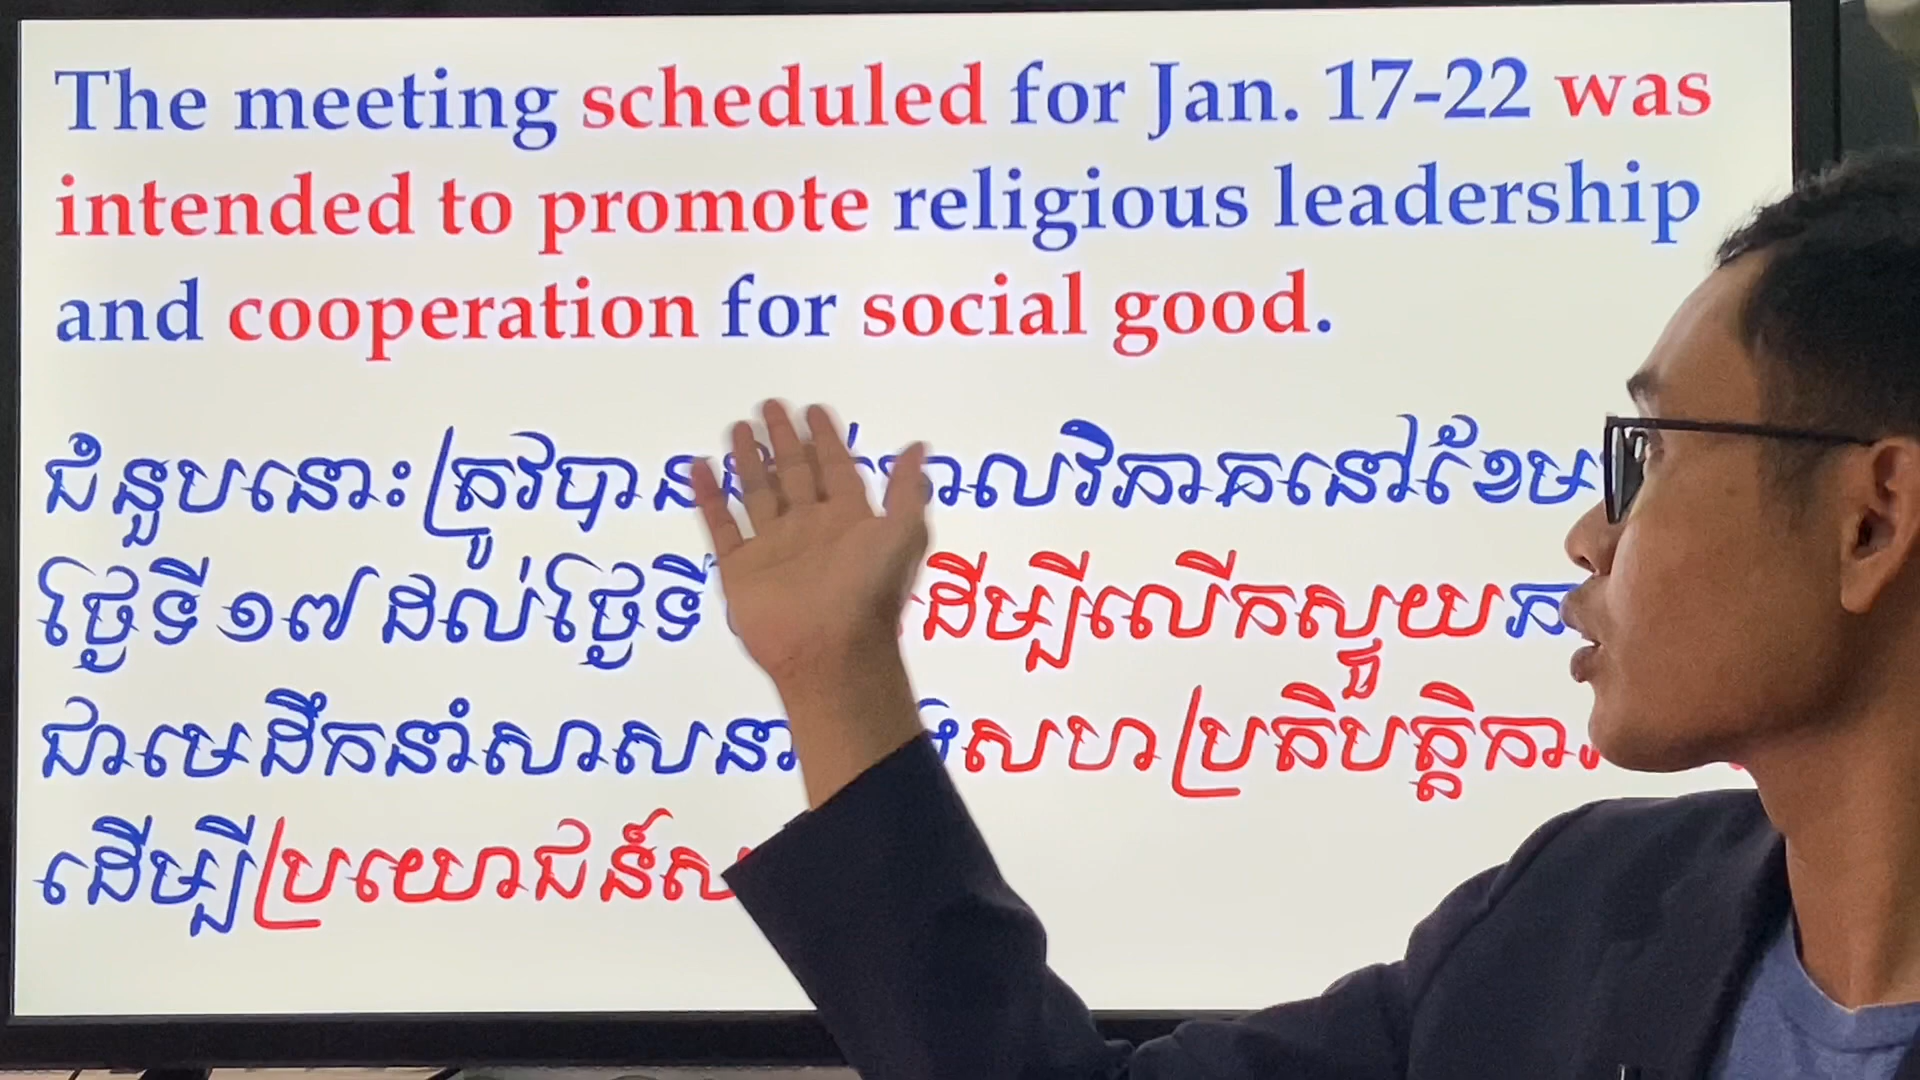 The meeting scheduled for Jan. 17-22 was
intended to promote religious leadership
and cooperation for social good.
ជំនួបនោះត្រូវបាន នៅខែ
ថ្ងៃទី១៧ដល់ថ្ងៃទី ដើម្បីលើកស្ទួយ
ជាមេដឹកនាំសាសនា សហប្រតិបត្តិការ
ដើម្បីប្រយោជន៍